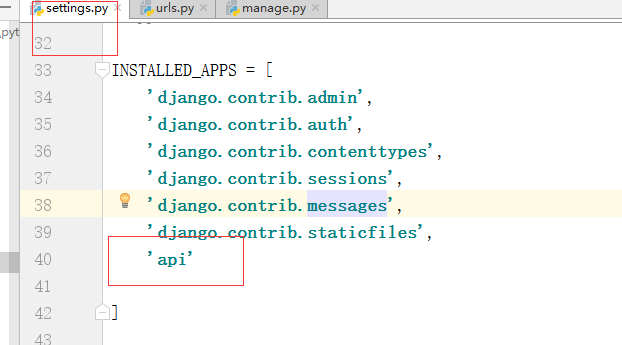 settings.py urls.py manage.py
\pyt
32
33 INSTALLED_APPS = [
34 'django.contrib.admin',
35 'django.contrib.auth',
36 'django.contrib.contenttypes',
37 'django.contrib.sessions',
38 'django.contrib.messages',
39 'django.contrib.staticfiles',
40 'api'
41
42 ]
43